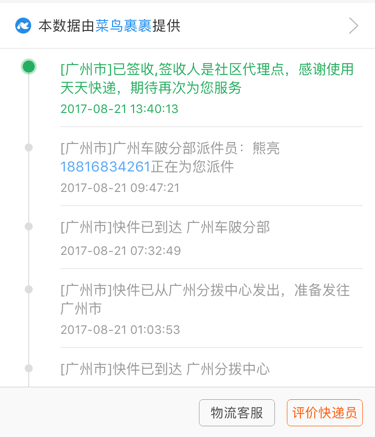 本数据由菜鸟裹裹提供
[广州市]已签收,签收人是社区代理点，感谢使用
天天快递，期待再次为您服务
2017-08-21 13:40:13
[广州市]广州车陂分部派件员：熊亮
18816834261正在为您派件
2017-08-21 09:47:21
[广州市]快件已到达 广州车陂分部
2017-08-21 07:32:49
[广州市]快件已从广州分拨中心发出，准备发往
广州市
2017-08-21 01:03:53
[广州市]快件已到达 广州分拨中心
物流客服 评价快递员